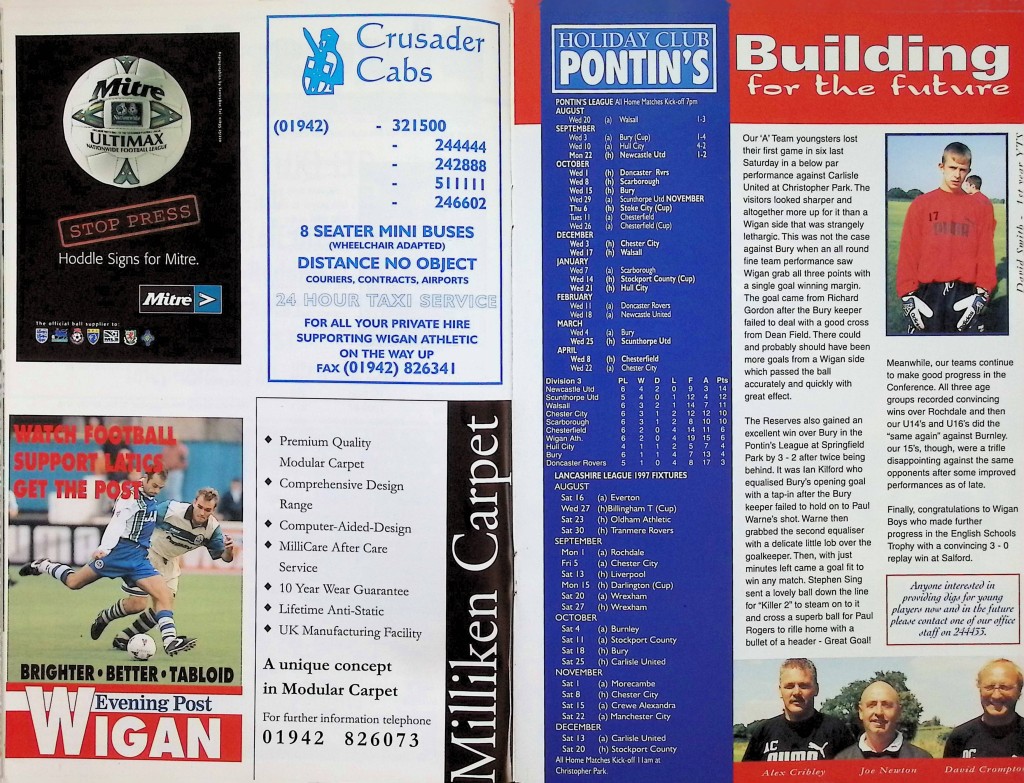 Mitre
ULTIMAX
NATIONWIDE FOOTBALL LEAGUE
STOP PRESS
Hoddle Signs for Mitre.
Mitre
The official ball supplier to:
Crusader
Cabs
(01942) - 321500
- 244444
- 242888
- 511111
- 246602
8 SEATER MINI BUSES
(WHEELCHAIR ADAPTED)
DISTANCE NO OBJECT
COURIERS, CONTRACTS, AIRPORTS
24 HOUR TAXI SERVICE
FOR ALL YOUR PRIVATE HIRE
SUPPORTING WIGAN ATHLETIC
ON THE WAY UP
FAX (01942) 826341
WATCH FOOTBALL
SUPPORT LATICS
GET THE POST
BRIGHTER • BETTER • TABLOID
Evening Post
WIGAN
◆ Premium Quality
Modular Carpet
◆ Comprehensive Design
Range
◆ Computer-Aided-Design
◆ MilliCare After Care
Service
◆ 10 Year Wear Guarantee
◆ Lifetime Anti-Static
◆ UK Manufacturing Facility
A unique concept
in Modular Carpet
For further information telephone
01942 826073
Milliken Carpet
HOLIDAY CLUB
PONTIN'S
PONTIN'S LEAGUE All Home Matches Kick-off 7pm
AUGUST
Wed 20 (a) Walsall 1-3
SEPTEMBER
Wed 3 (a) Bury (Cup) 1-4
Wed 10 (a) Hull City 4-2
Mon 22 (h) Newcastle Utd 1-2
OCTOBER
Wed 1 (h) Doncaster Rvrs
Wed 8 (h) Scarborough
Wed 15 (h) Bury
Wed 29 (a) Scunthorpe Utd NOVEMBER
Thu 6 (h) Stoke City (Cup)
Tues 11 (a) Chesterfield
Wed 26 (a) Chesterfield (Cup)
DECEMBER
Wed 3 (h) Chester City
Wed 17 (h) Walsall
JANUARY
Wed 7 (a) Scarborough
Wed 14 (h) Stockport County (Cup)
Wed 21 (h) Hull City
FEBRUARY
Wed 11 (a) Doncaster Rovers
Wed 18 (a) Newcastle United
MARCH
Wed 4 (a) Bury
Wed 25 (h) Scunthorpe Utd
APRIL
Wed 8 (h) Chesterfield
Wed 22 (a) Chester City
Division 3 PL W D L F A Pts
Newcastle Utd 6 4 2 0 9 3 14
Scunthorpe Utd 5 4 0 1 12 4 12
Walsall 6 3 2 1 14 7 11
Chester City 6 3 1 2 12 12 10
Scarborough 6 3 1 2 8 10 10
Chesterfield 6 2 0 4 14 11 6
Wigan Ath. 6 2 0 4 19 15 6
Hull City 4 1 1 2 5 7 4
Bury 6 1 1 4 7 13 4
Doncaster Rovers 5 1 0 4 8 17 3
LANCASHIRE LEAGUE 1997 FIXTURES
AUGUST
Sat 16 (a) Everton
Wed 27 (h)Billingham T (Cup)
Sat 23 (h) Oldham Athletic
Sat 30 (h) Tranmere Rovers
SEPTEMBER
Mon 1 (a) Rochdale
Fri 5 (a) Chester City
Sat 13 (h) Liverpool
Mon 15 (h) Darlington (Cup)
Sat 20 (a) Wrexham
Sat 27 (h) Wrexham
OCTOBER
Sat 4 (a) Burnley
Sat 11 (a) Stockport County
Sat 18 (h) Bury
Sat 25 (h) Carlisle United
NOVEMBER
Sat 1 (a) Morecambe
Sat 8 (h) Chester City
Sat 15 (a) Crewe Alexandra
Sat 22 (a) Manchester City
DECEMBER
Sat 13 (a) Carlisle United
Sat 20 (h) Stockport County
All Home Matches Kick-off 11am at
Christopher Park.
Building
for the future
Our 'A' Team youngsters lost
their first game in six last
Saturday in a below par
performance against Carlisle
United at Christopher Park. The
visitors looked sharper and
altogether more up for it than a
Wigan side that was strangely
lethargic. This was not the case
against Bury when an all round
fine team performance saw
Wigan grab all three points with
a single goal winning margin.
The goal came from Richard
Gordon after the Bury keeper
failed to deal with a good cross
from Dean Field. There could
and probably should have been
more goals from a Wigan side
which passed the ball
accurately and quickly with
great effect.
The Reserves also gained an
excellent win over Bury in the
Pontin's League at Springfield
Park by 3 - 2 after twice being
behind. It was Ian Kilford who
equalised Bury's opening goal
with a tap-in after the Bury
keeper failed to hold on to Paul
Warne's shot. Warne then
grabbed the second equaliser
with a delicate little lob over the
goalkeeper. Then, with just
minutes left came a goal fit to
win any match. Stephen Sing
sent a lovely ball down the line
for "Killer 2" to steam on to it
and cross a superb ball for Paul
Rogers to rifle home with a
bullet of a header - Great Goal!
17
David Smith - 1st year YTS
Meanwhile, our teams continue
to make good progress in the
Conference. All three age
groups recorded convincing
wins over Rochdale and then
our U14's and U16's did the
"same again" against Burnley.
our 15's, though, were a trifle
disappointing against the same
opponents after some improved
performances as of late.
Finally, congratulations to Wigan
Boys who made further
progress in the English Schools
Trophy with a convincing 3 - 0
replay win at Salford.
Anyone interested in
providing digs for young
players now and in the future
please contact one of our office
staff on 244433.
AC
PUMA
Alex Cribley
Joe Newton
David Crompto